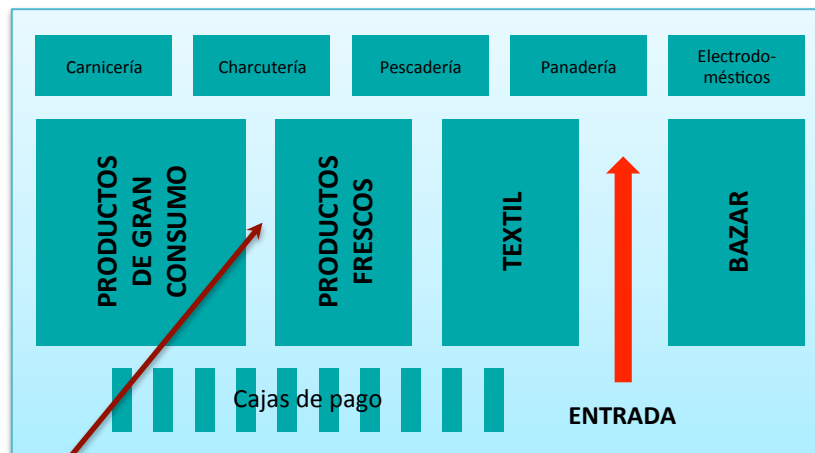 Carnicería
Charcutería
Pescadería
Panadería
Electrodo-
mésticos
PRODUCTOS
DE GRAN
CONSUMO
PRODUCTOS
FRESCOS
TEXTIL
BAZAR
Cajas de pago
ENTRADA